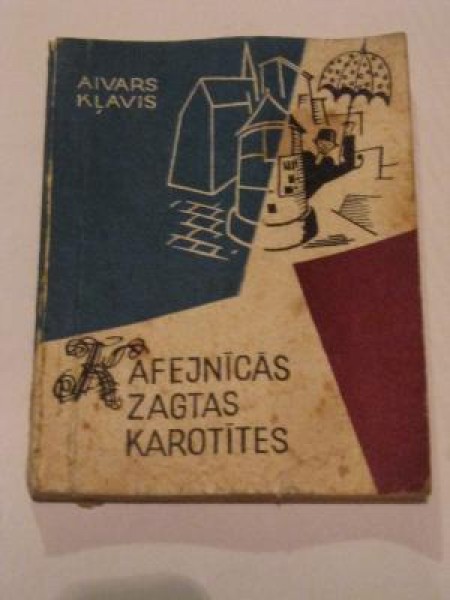 AIVARS
KĻAVIS
KAFEJNĪCĀS
ZAGTAS
KAROTĪTES